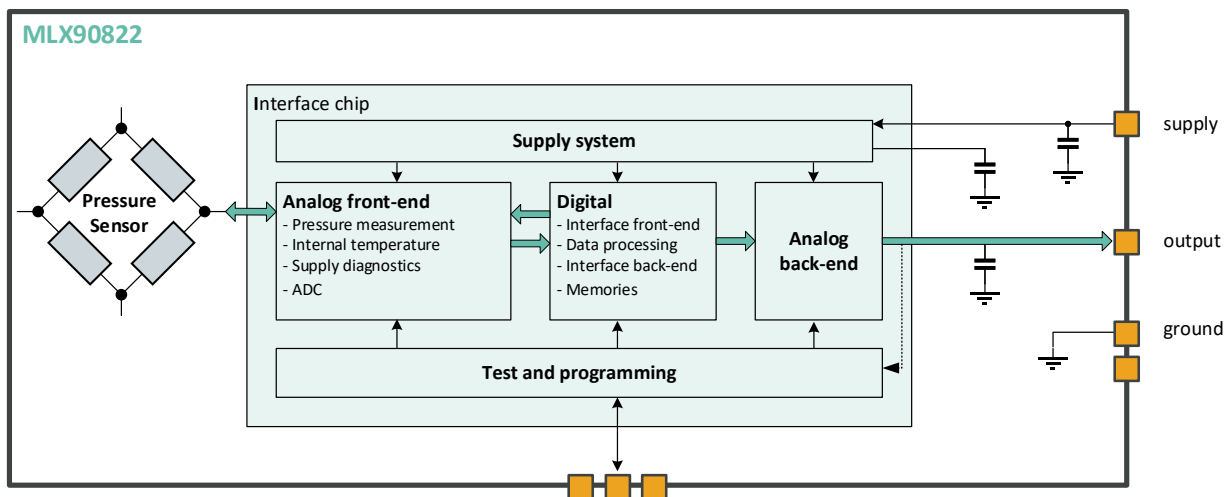 MLX90822
Interface chip
Supply system
supply
Pressure
Sensor
Analog front-end
- Pressure measurement
- Internal temperature
- Supply diagnostics
- ADC
Digital
- Interface front-end
- Data processing
- Interface back-end
- Memories
Analog
back-end
output
ground
Test and programming